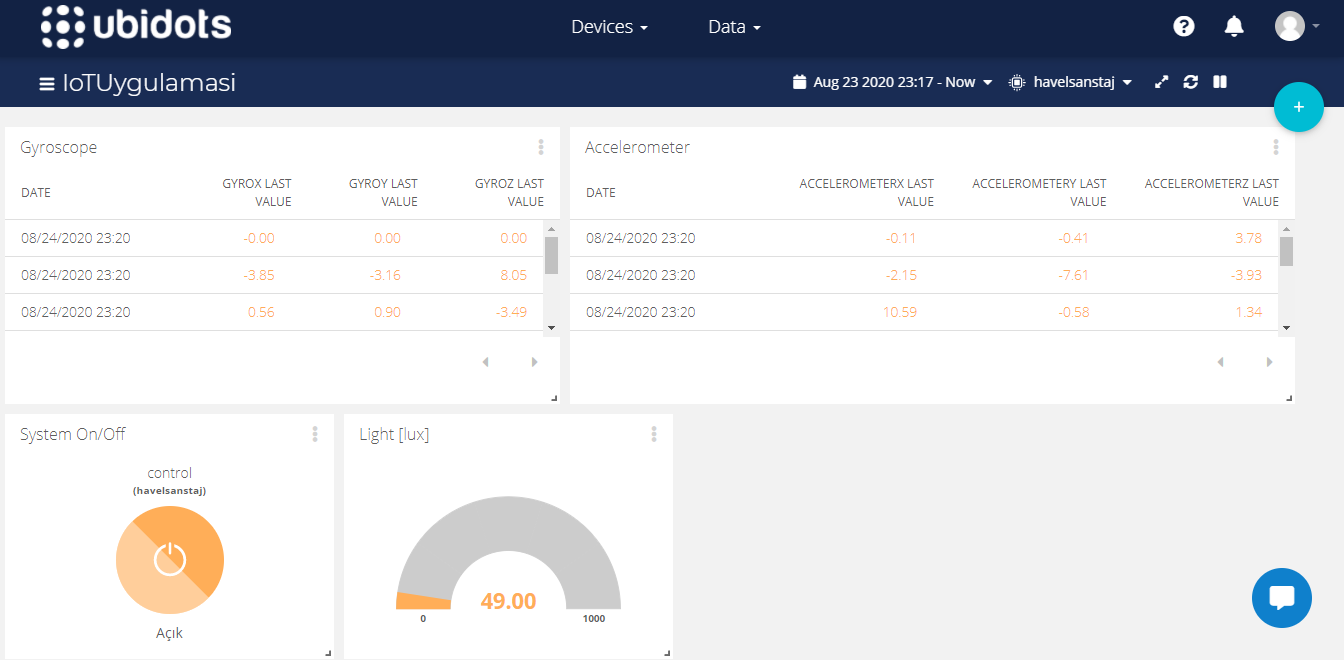 ubidots
Devices
Data
IoTUygulamasi
Aug 23 2020 23:17 - Now
havelsanstaj
Gyroscope
DATE
GYROX LAST VALUE
GYROY LAST VALUE
GYROZ LAST VALUE
08/24/2020 23:20 -0.00 0.00 0.00
08/24/2020 23:20 -3.85 -3.16 8.05
08/24/2020 23:20 0.56 0.90 -3.49
Accelerometer
DATE
ACCELEROMETERX LAST VALUE
ACCELEROMETERY LAST VALUE
ACCELEROMETERZ LAST VALUE
08/24/2020 23:20 -0.11 -0.41 3.78
08/24/2020 23:20 -2.15 -7.61 -3.93
08/24/2020 23:20 10.59 -0.58 1.34
System On/Off
control
(havelsanstaj)
Açık
Light [lux]
49.00
0
1000